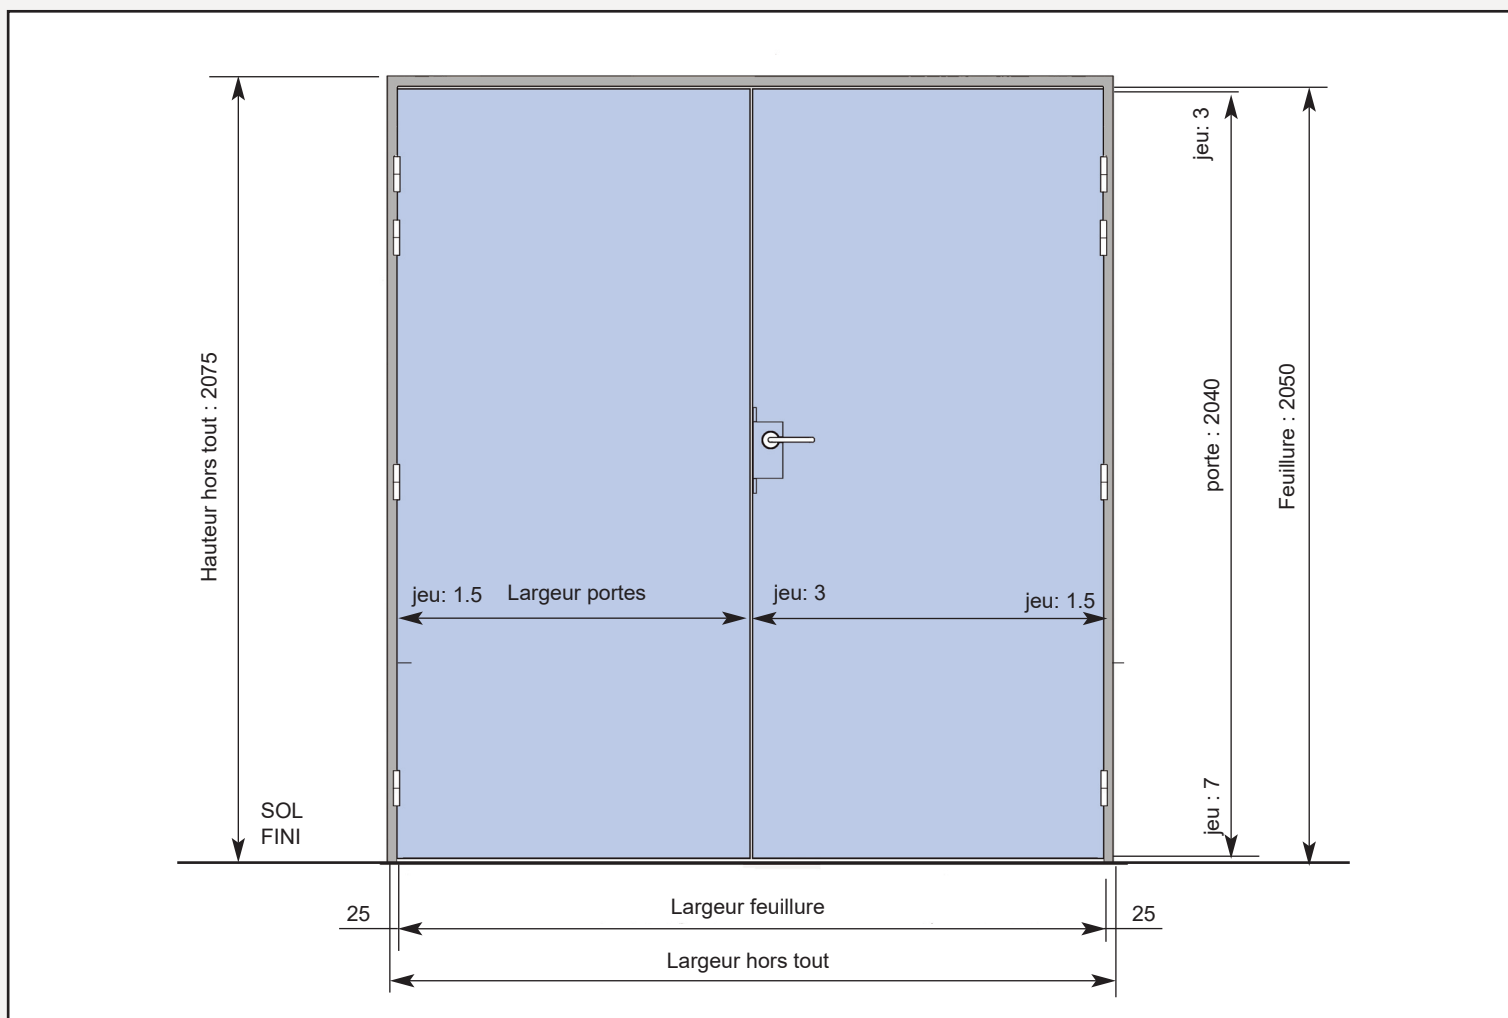 jeu: 3
Hauteur hors tout : 2075
porte : 2040
Feuillure : 2050
jeu: 1.5
Largeur portes
jeu: 3
jeu: 1.5
jeu : 7
SOL
FINI
25
Largeur feuillure
25
Largeur hors tout